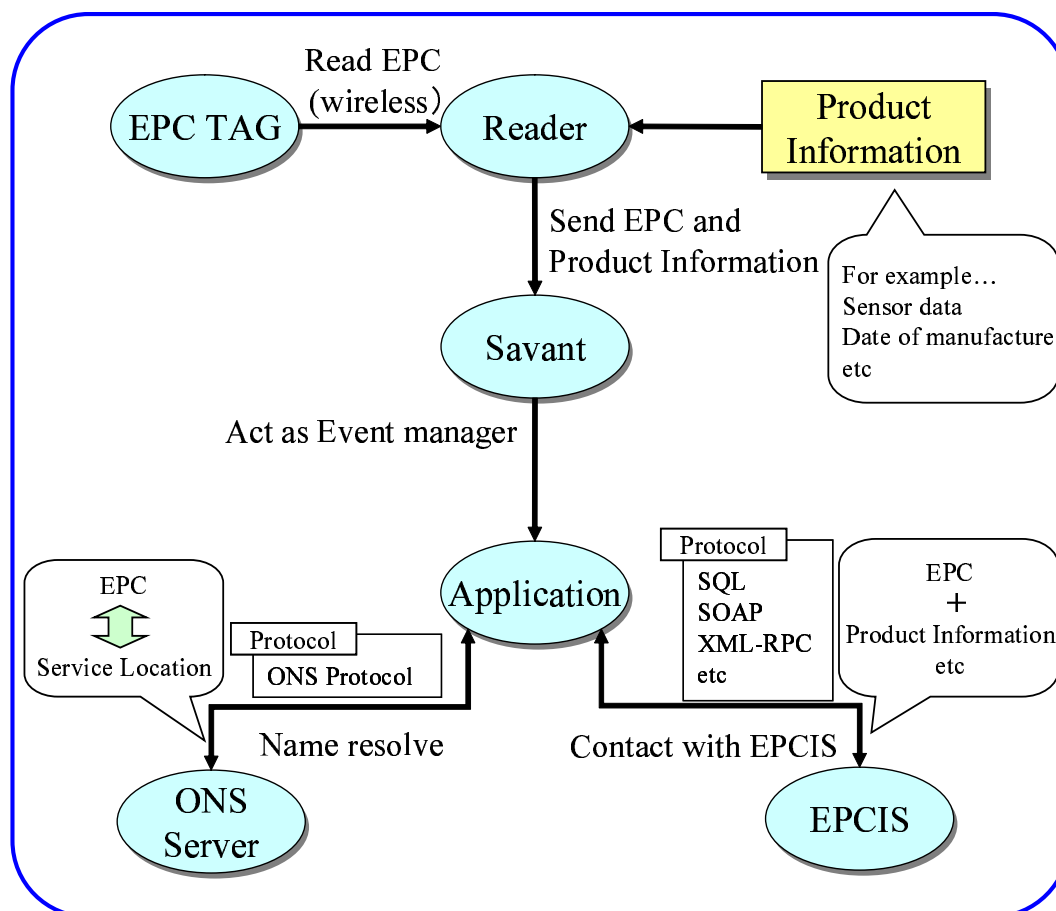 Read EPC
(wireless)
EPC TAG
Reader
Product
Information
Send EPC and
Product Information
For example…
Sensor data
Date of manufacture
etc
Savant
Act as Event manager
Application
Protocol
SQL
SOAP
XML-RPC
etc
EPC
+
Product Information
etc
EPC
Service Location
Protocol
ONS Protocol
Name resolve
Contact with EPCIS
ONS
Server
EPCIS